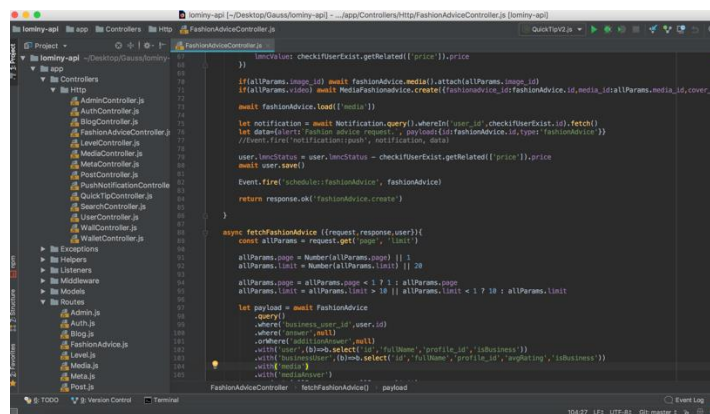 lominy-api [~/Desktop/Gauss/lominy-api] - .../app/Controllers/Http/FashionAdviceController.js [lominy-api]
lominy-api app Controllers Http FashionAdviceController.js
QuickTipV2.js
Project
FashionAdviceController.js
lominy-api ~/Desktop/Gauss/lominy-
app
Controllers
Http
AdminController.js
AuthController.js
BlogController.js
FashionAdviceController.j
LevelController.js
MediaController.js
MetaController.js
PostController.js
PushNotificationControlle
QuickTipController.js
SearchController.js
UserController.js
WallController.js
WalletController.js
Exceptions
Helpers
Listeners
Middleware
Models
Routes
Admin.js
Auth.js
Blog.js
FashionAdvice.js
Level.js
Media.js
Meta.js
Post.js
lmncValue: checkifUserExist.getRelated(['price']).price
})
if(allParams.image_id) await fashionAdvice.media().attach(allParams.image_id)
if(allParams.video) await MediaFashionadvice.create({fashionadvice_id:fashionAdvice.id,media_id:allParams.media_id,cover_
await fashionAdvice.load(['media'])
let notification = await Notification.query().whereIn('user_id',checkifUserExist.id).fetch()
let data={alert:'Fashion advice request.', payload:{id:fashionAdvice.id,type:'fashionAdvice'}}
//Event.fire('notification::push', notification, data)
user.lmncStatus = user.lmncStatus - checkifUserExist.getRelated(['price']).price
await user.save()
Event.fire('scheduler::fashionAdvice', fashionAdvice)
return response.ok('fashionAdvice.create')
}
async fetchFashionAdvice ({request,response,user}){
const allParams = request.get('page', 'limit')
allParams.page = Number(allParams.page) || 1
allParams.limit = Number(allParams.limit) || 20
allParams.page = allParams.page < 1 ? 1 : allParams.page
allParams.limit = allParams.limit > 10 || allParams.limit < 1 ? 10 : allParams.limit
let payload = await FashionAdvice
.query()
.where('business_user_id',user.id)
.where('answer',null)
.orWhere('additionAnswer',null)
.with('user',(b)=>b.select('id','fullName','profile_id','isBusiness'))
.with('businessUser',(b)=>b.select('id','fullName','profile_id','avgRating','isBusiness'))
.with('media')
.with('mediaAnsver')
FashionAdviceController fetchFashionAdvice() payload
6: TODO 9: Version Control Terminal
Event Log
104:27 LF UTF-8 Git: master
1: Project
npm
Z: Structure
2: Favorites